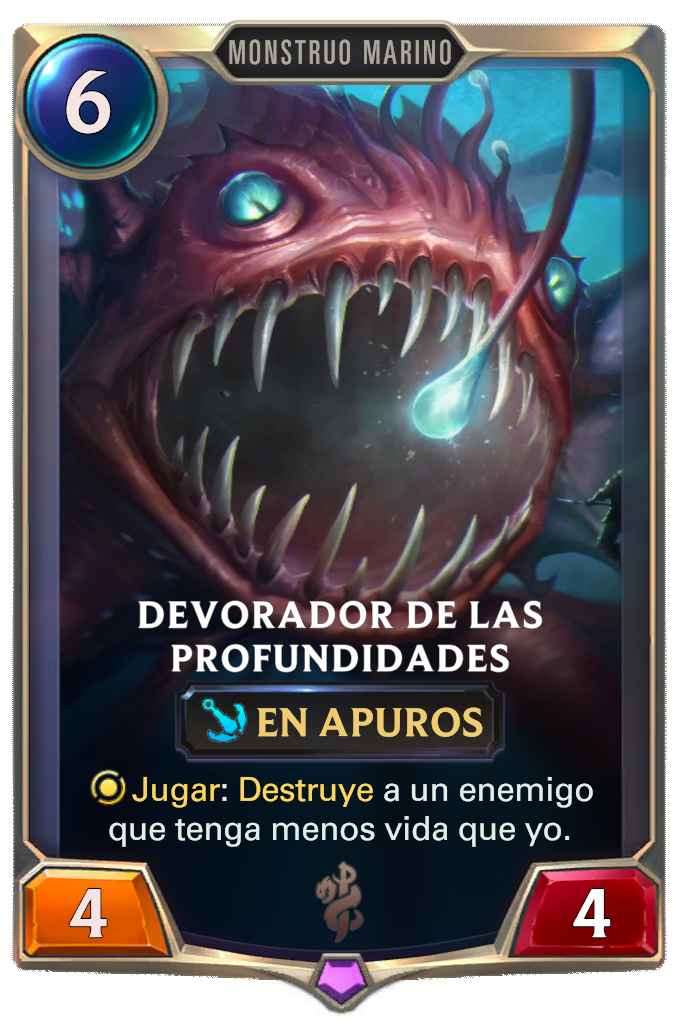 MONSTRUO MARINO
6
DEVORADOR DE LAS
PROFUNDIDADES
EN APUROS
Jugar: Destruye a un enemigo
que tenga menos vida que yo.
4
4